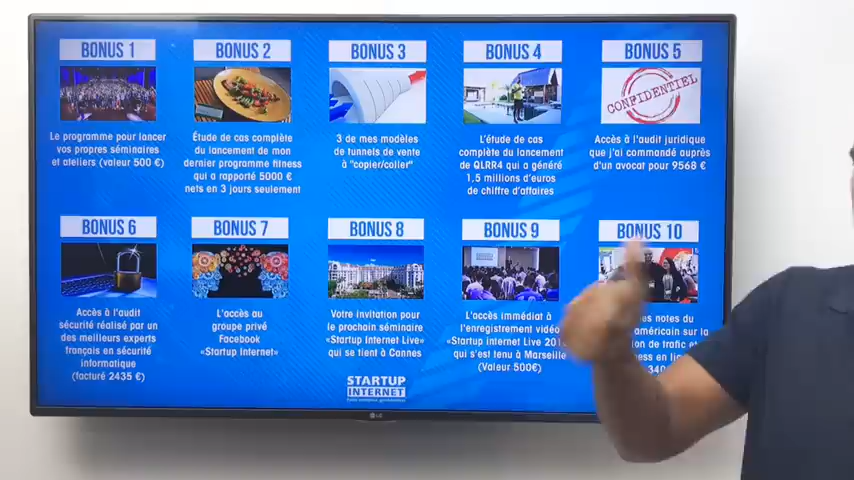 BONUS 1
Le programme pour lancer
vos propres séminaires
et ateliers (valeur 500 €)
BONUS 2
Étude de cas complète
du lancement de mon
dernier programme fitness
qui a rapporté 5000 €
nets en 3 jours seulement
BONUS 3
3 de mes modèles
de tunnels de vente
à "copier/coller"
BONUS 4
L'étude de cas
complète du lancement
de QLRR4 qui a généré
1,5 millions d'euros
de chiffre d'affaires
BONUS 5
CONFIDENTIEL
Accès à l'audit juridique
que j'ai commandé auprès
d'un avocat pour 9568 €
BONUS 6
Accès à l'audit
sécurité réalisé par un
des meilleurs experts
français en sécurité
informatique
(facturé 2435 €)
BONUS 7
L'accès au
groupe privé
Facebook
«Startup Internet»
BONUS 8
Votre invitation pour
le prochain séminaire
«Startup Internet Live»
qui se tient à Cannes
BONUS 9
L'accès immédiat à
l'enregistrement vidéo
«Startup Internet Live 201
qui s'est tenu à Marseille
(Valeur 500€)
BONUS 10
notes du
méricain sur la
ion de trafic et
ess en li
340
STARTUP
INTERNET
LG